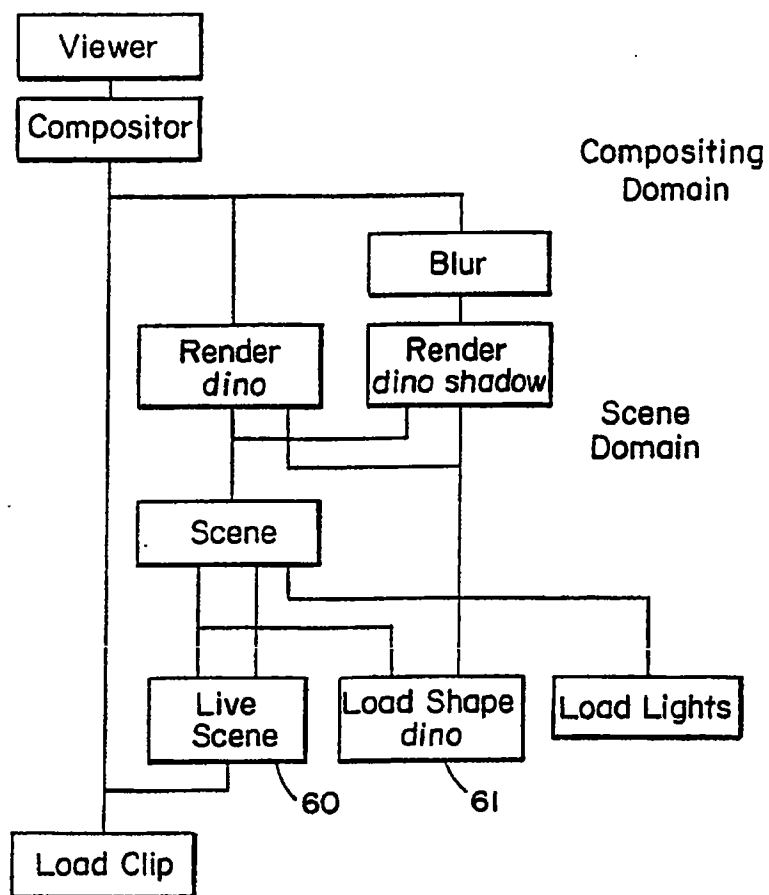 Viewer
Compositor
Compositing
Domain
Blur
Render
dino
Render
dino shadow
Scene
Domain
Scene
Live
Scene
Load Shape
dino
Load Lights
60
61
Load Clip